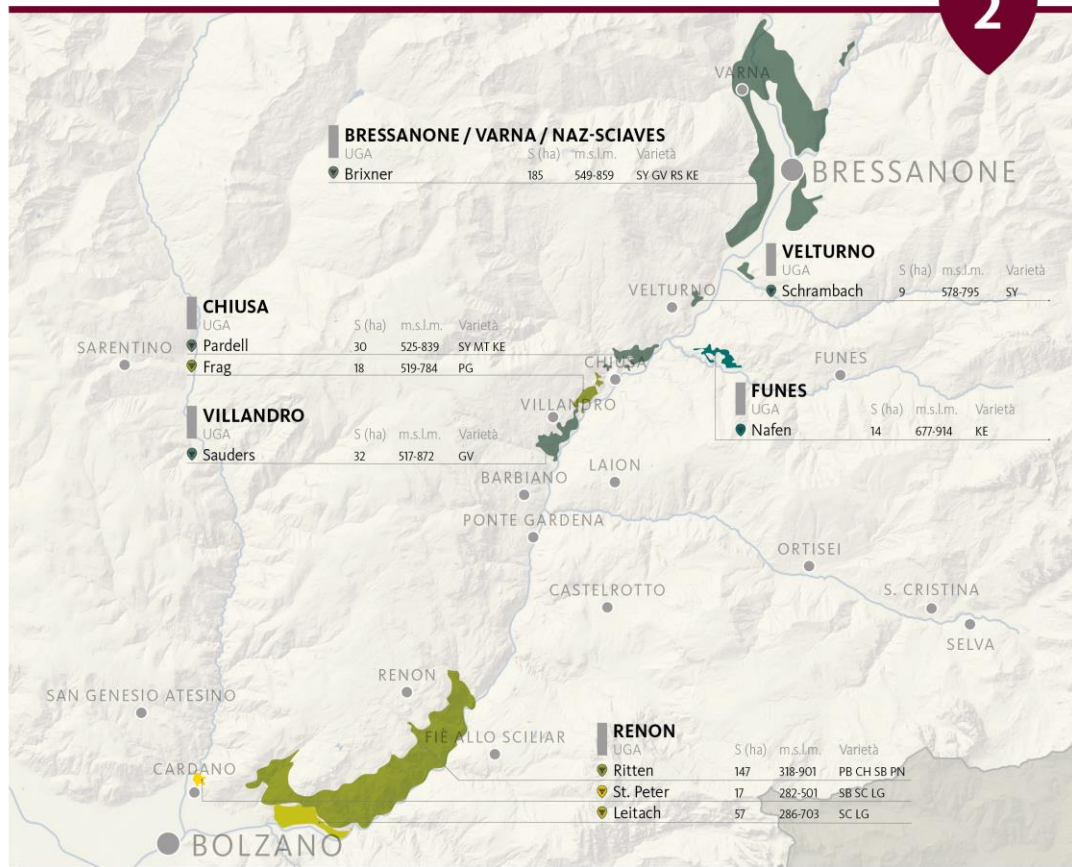 2
VARNA
BRESSANONE / VARNA / NAZ-SCIAVES
UGA S (ha) m.s.l.m. Varietà
Brixner 185 549-859 SY GV RS KE
BRESSANONE
VELTURNO
UGA S (ha) m.s.l.m. Varietà
Schrambach 9 578-795 SY
VELTURNO
CHIUSA
UGA S (ha) m.s.l.m. Varietà
Pardell 30 525-839 SY MT KE
Frag 18 519-784 PG
SARENTINO
CHIUSA
FUNES
VILLANDRO
FUNES
UGA S (ha) m.s.l.m. Varietà
Nafen 14 677-914 KE
VILLANDRO
UGA S (ha) m.s.l.m. Varietà
Sauders 32 517-872 GV
LAION
BARBIANO
PONTE GARDENA
ORTISEI
CASTELROTTO
S. CRISTINA
SELVA
RENON
SAN GENESIO ATESINO
FIÈ ALLO SCILIAR
RENON
UGA S (ha) m.s.l.m. Varietà
Ritten 147 318-901 PB CH SB PN
St. Peter 17 282-501 SB SC LG
Leitach 57 286-703 SC LG
CARDANO
BOLZANO